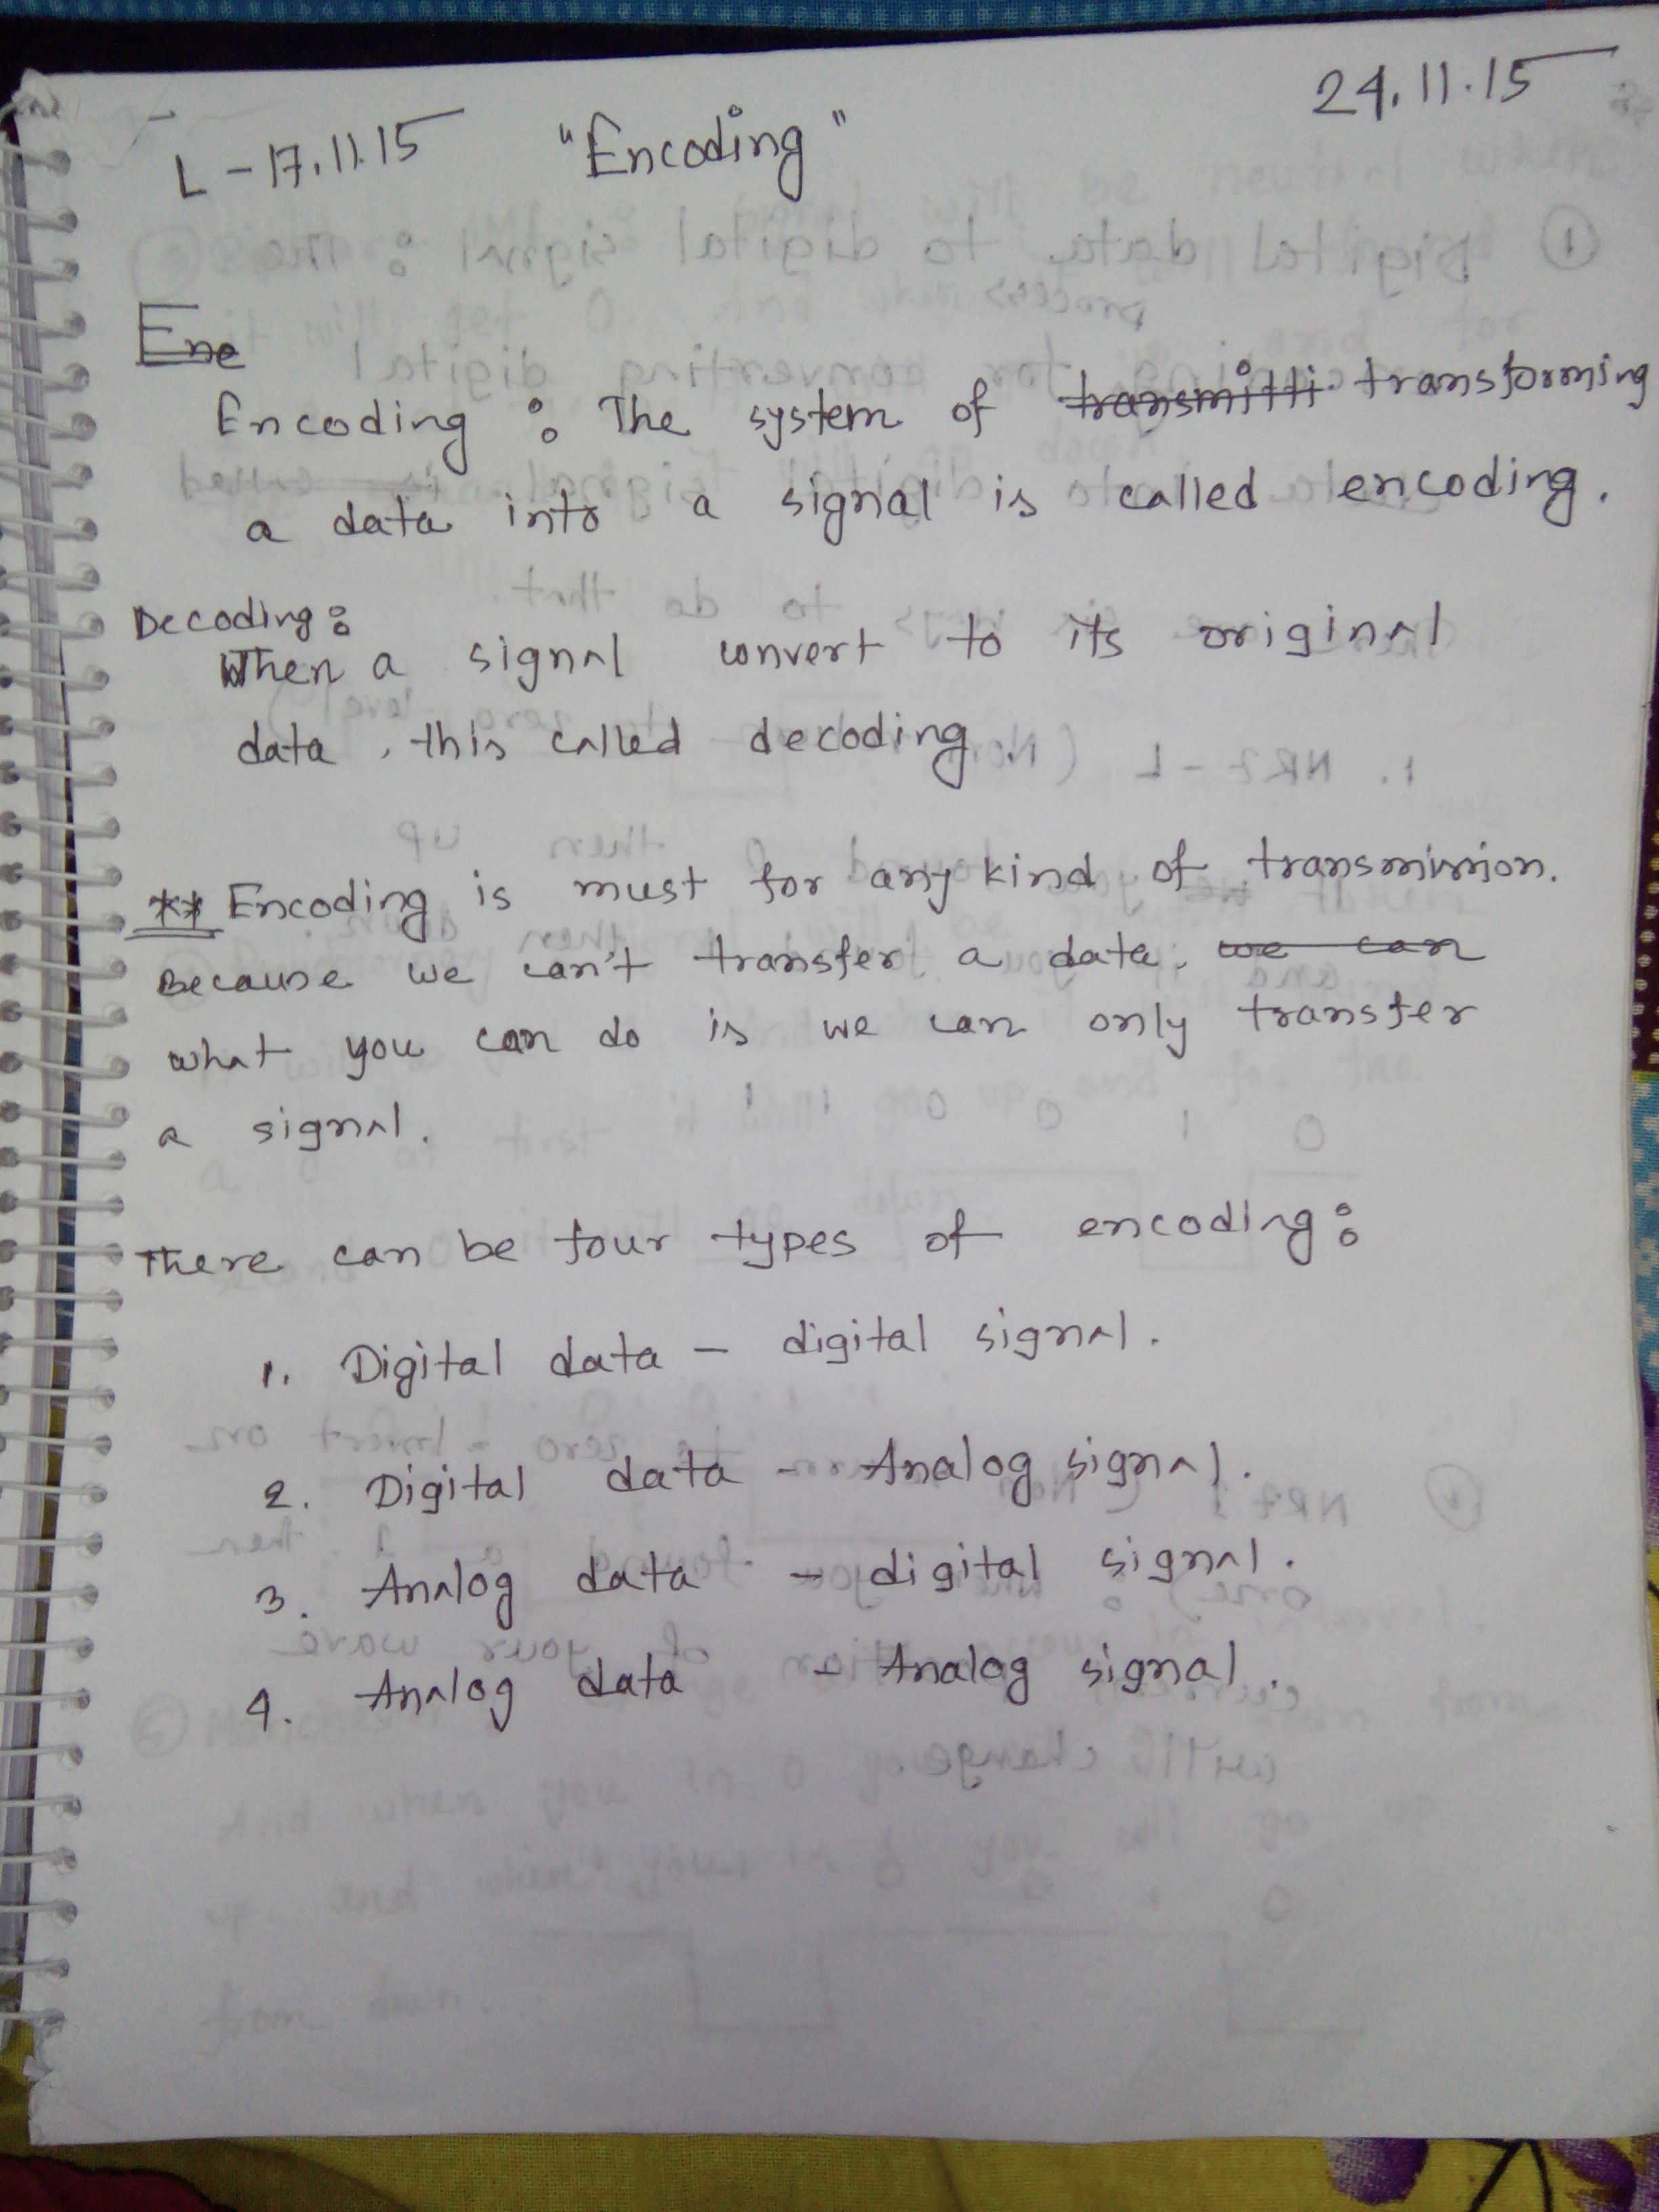 24.11.15
L-17.11.15 "Encoding"
Ene
Encoding : The system of transmitti transforming
a data into a signal is called encoding.
Decoding :
When a signal convert to its original
data, this called decoding.
** Encoding is must for any kind of transmission.
Because we can't transfer a data. we can
what you can do is we can only transfer
a signal.
There can be four types of encoding :
1. Digital data - digital signal.
2. Digital data - Analog signal.
3. Analog data - digital signal.
4. Analog data - Analog signal.